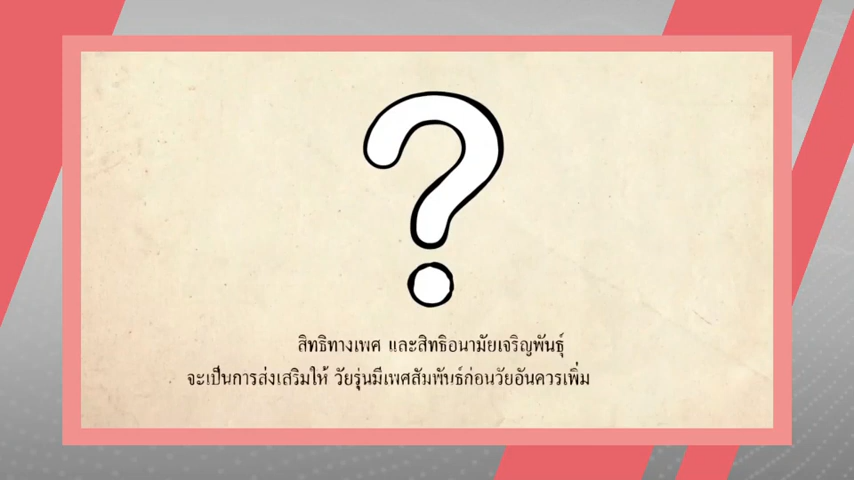 สิทธิทางเพศ และสิทธิอนามัยเจริญพันธุ์
จะเป็นการส่งเสริมให้ วัยรุ่นมีเพศสัมพันธ์ก่อนวัยอันควรเพิ่ม